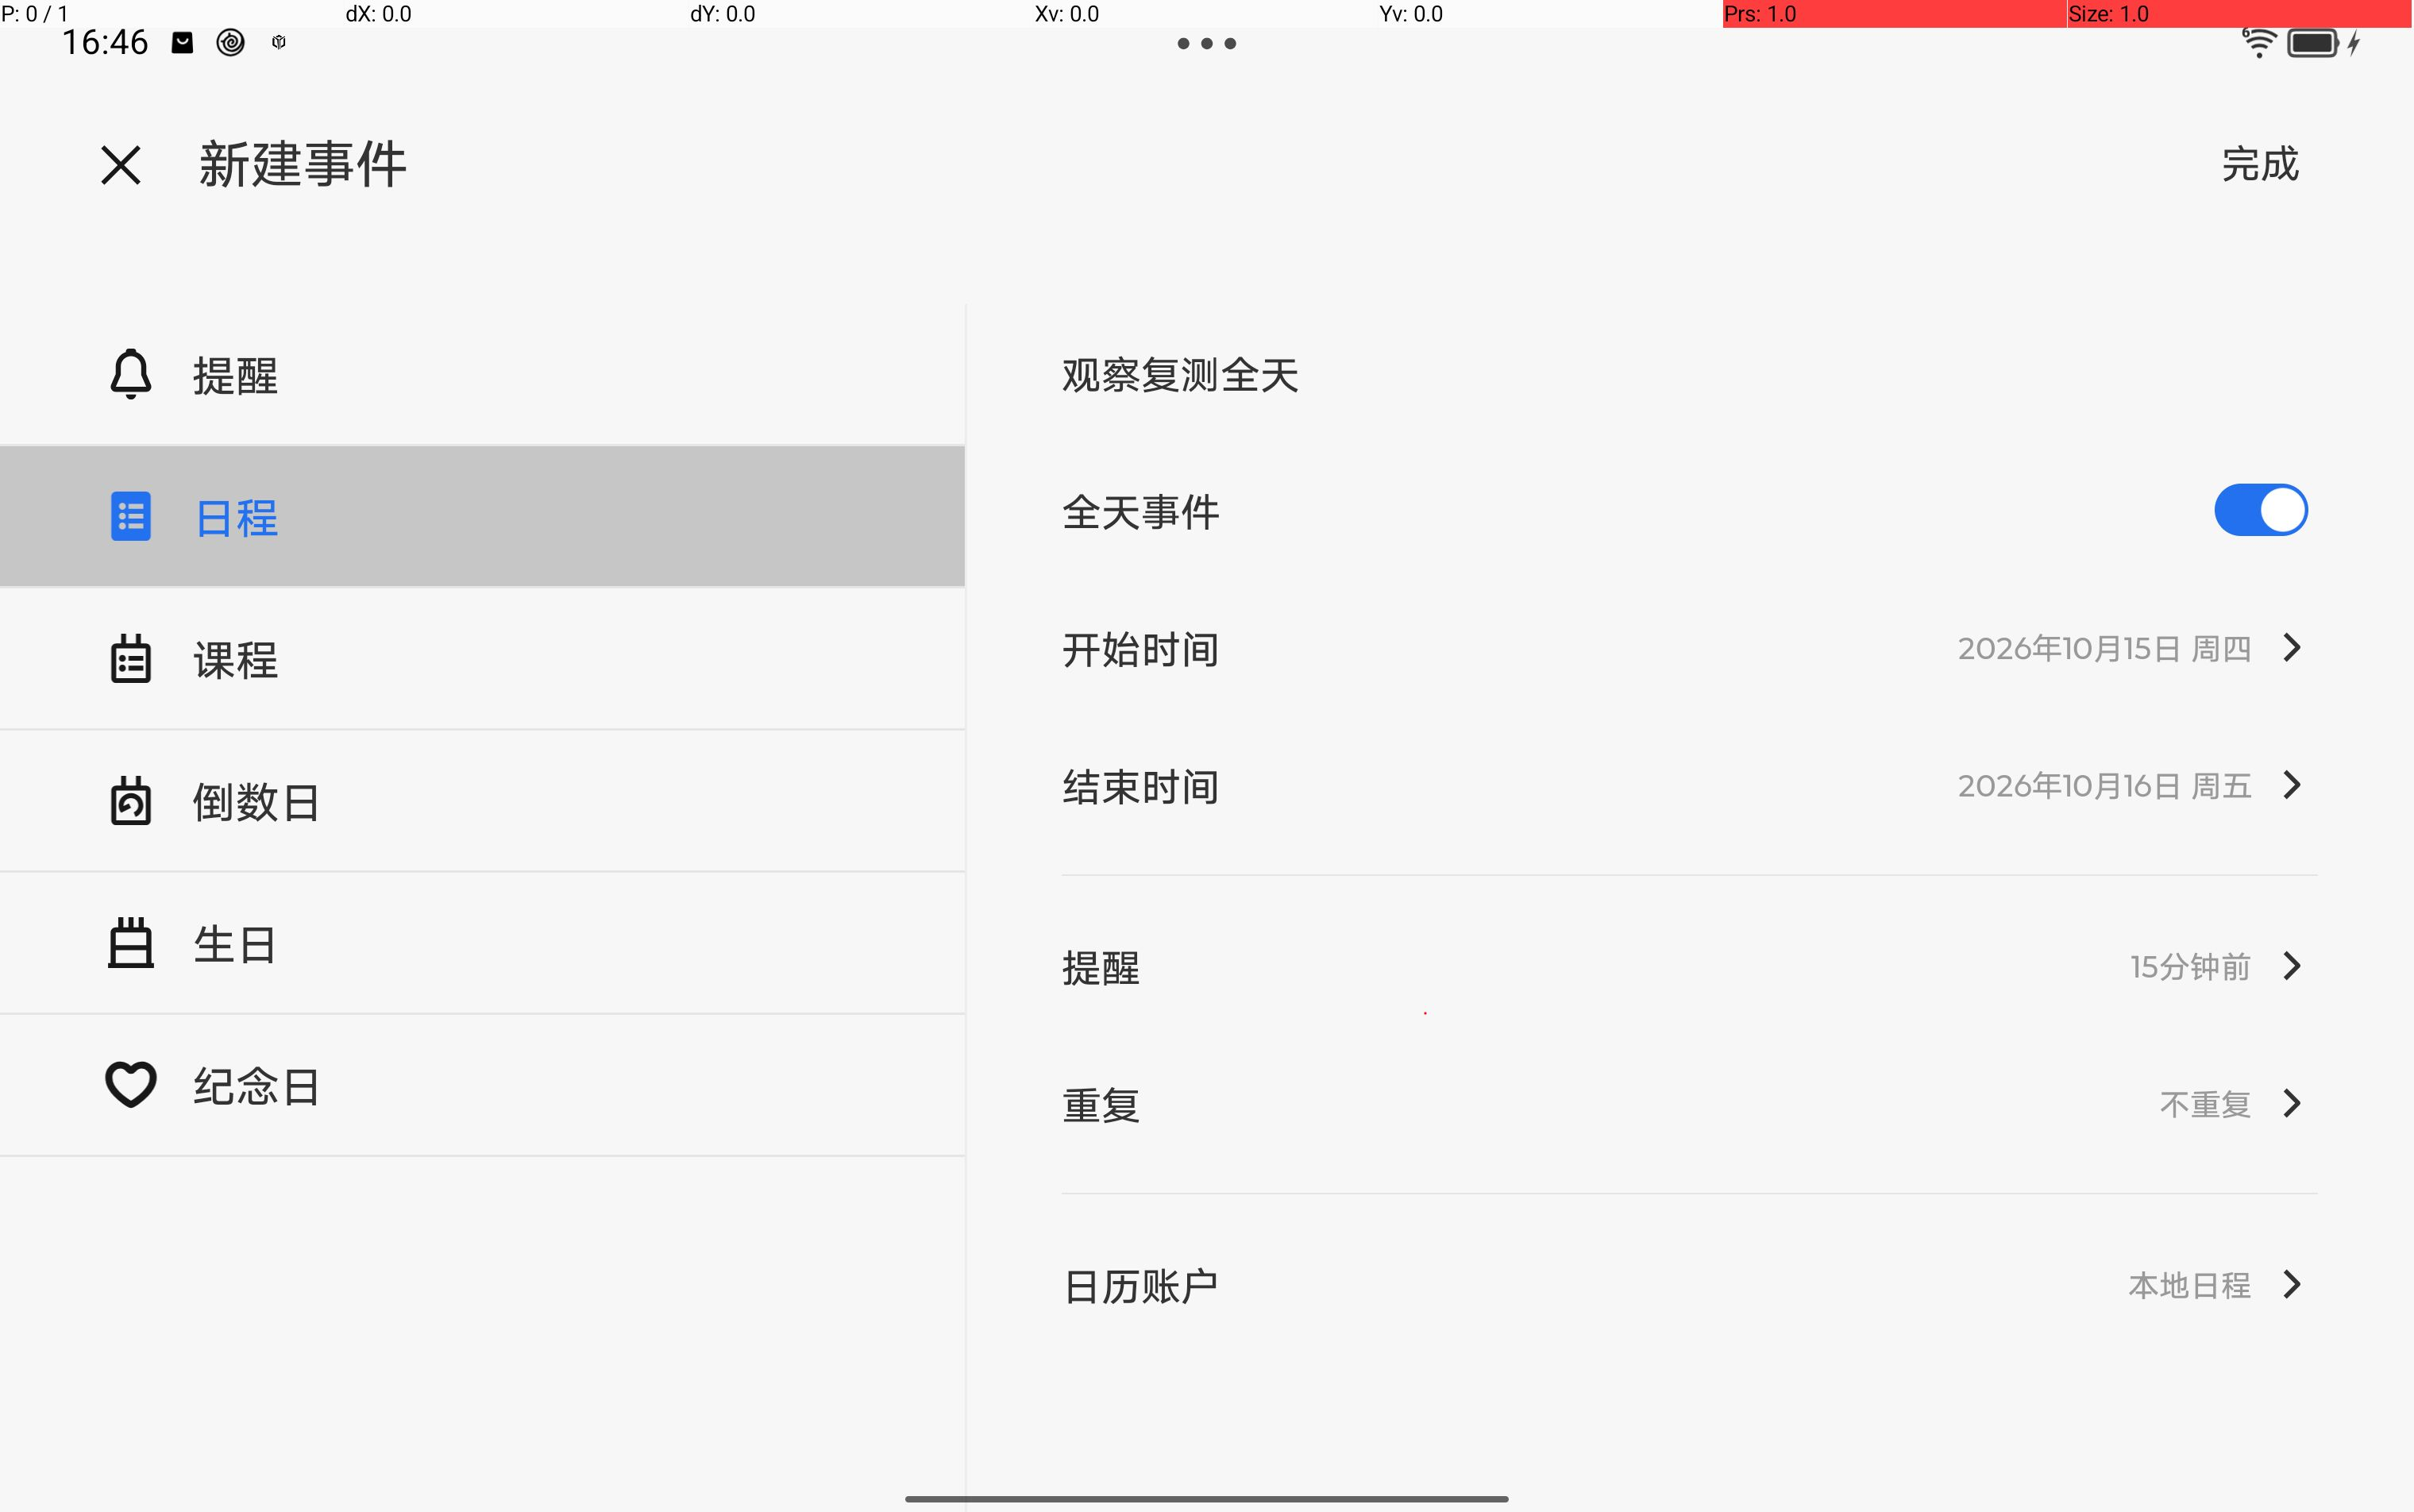 P: 0 / 1 dX: 0.0 dY: 0.0 Xv: 0.0 Yv: 0.0 Prs: 1.0 Size: 1.0
16:46 6
新建事件 完成
提醒
日程
课程
倒数日
生日
纪念日
观察复测全天
全天事件
开始时间 2026年10月15日 周四
结束时间 2026年10月16日 周五
提醒 15分钟前
重复 不重复
日历账户 本地日程